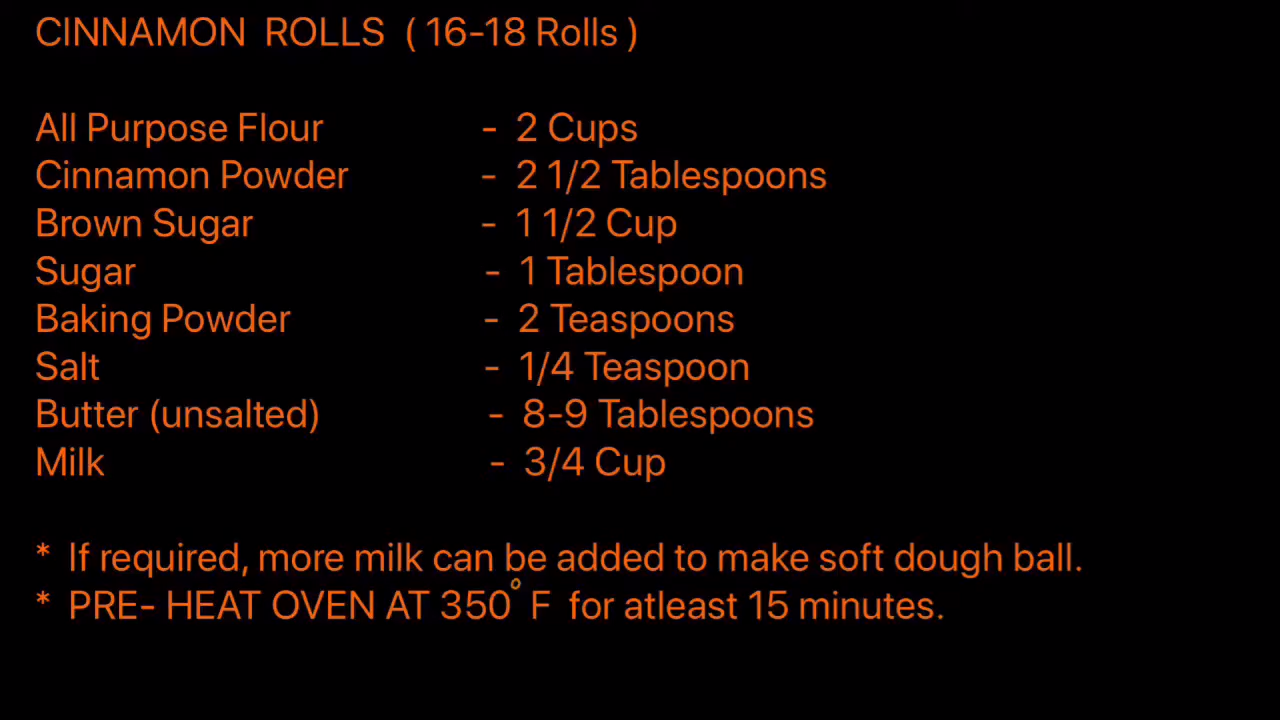 CINNAMON ROLLS ( 16-18 Rolls )
All Purpose Flour - 2 Cups
Cinnamon Powder - 2 1/2 Tablespoons
Brown Sugar - 1 1/2 Cup
Sugar - 1 Tablespoon
Baking Powder - 2 Teaspoons
Salt - 1/4 Teaspoon
Butter (unsalted) - 8-9 Tablespoons
Milk - 3/4 Cup
* If required, more milk can be added to make soft dough ball.
* PRE- HEAT OVEN AT 350° F for atleast 15 minutes.